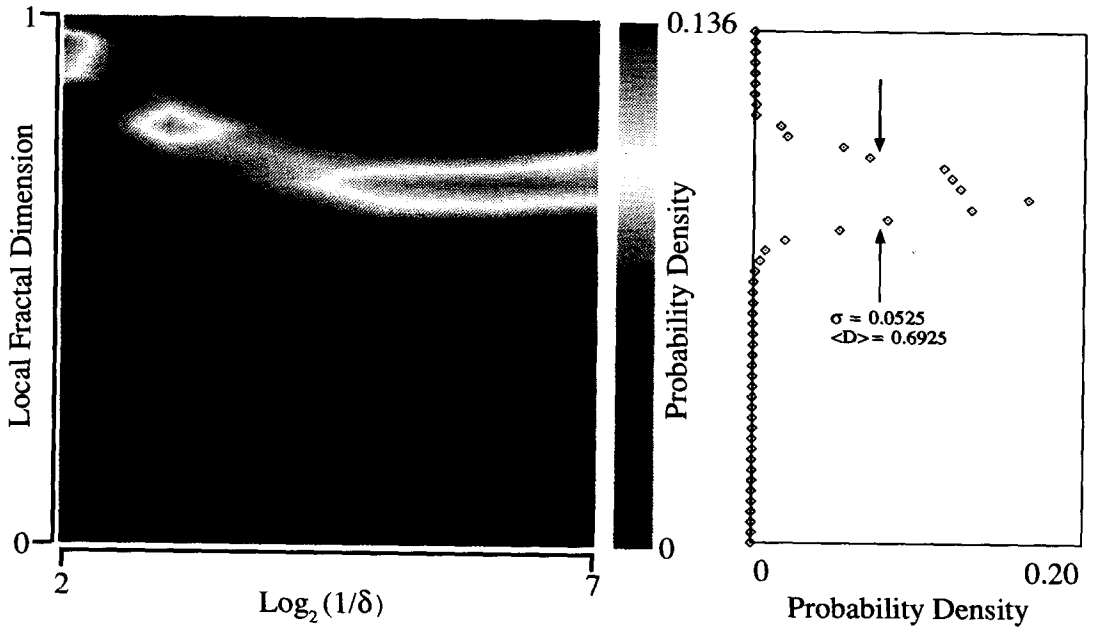 1
Local Fractal Dimension
0
2
7
Log₂ (1/δ)
0.136
Probability Density
0
σ = 0.0525
<D> = 0.6925
0
0.20
Probability Density